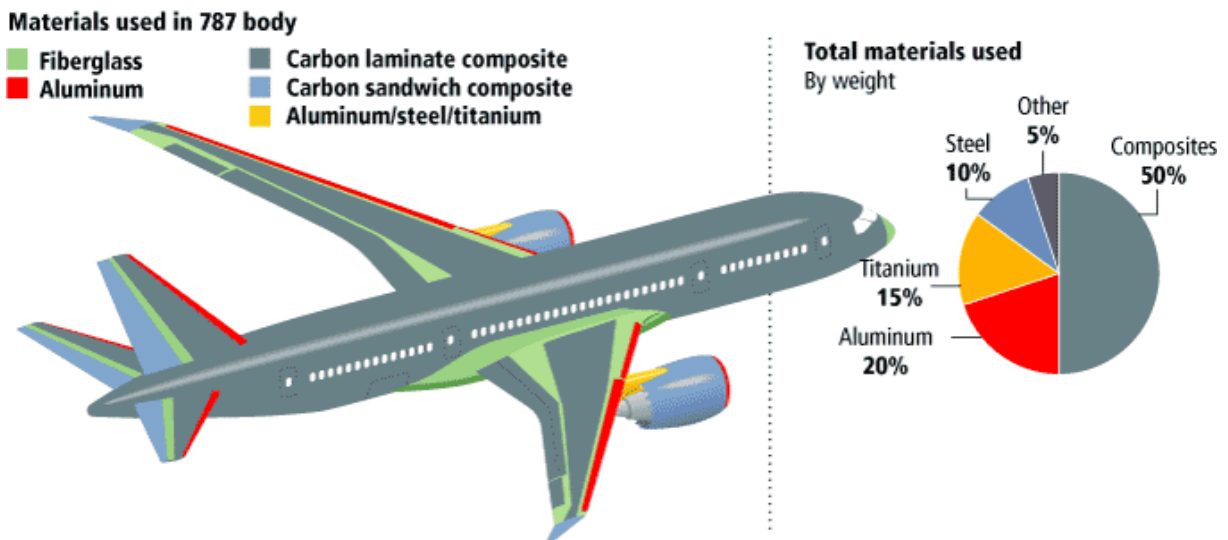 Materials used in 787 body
Fiberglass
Aluminum
Carbon laminate composite
Carbon sandwich composite
Aluminum/steel/titanium
Total materials used
By weight
Other
5%
Steel
10%
Composites
50%
Titanium
15%
Aluminum
20%